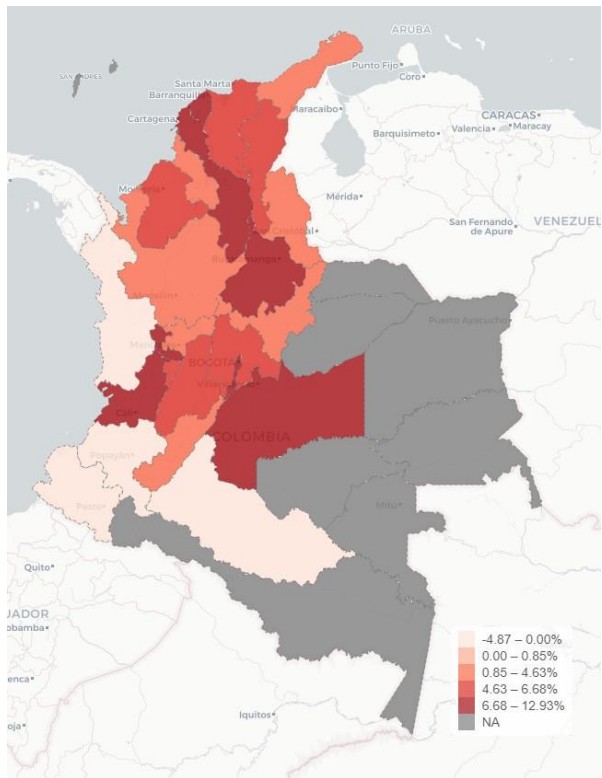 ARUBA
Punto Fijo
Coro
SAN ANDRES
Santa Marta
Barranquilla
Cartagena
Maracaibo
CARACAS
Barquisimeto
Valencia
Maracay
Mérida
San Fernando
de Apure
VENEZUEL
Puerto Ayacucho
Medellín
BOGOTA
Villavicencio
Cali
COLOMBIA
Popayán
Pasto
Mitú
Quito
UADOR
obamba
enca
oja
Iquitos
-4.87 – 0.00%
0.00 – 0.85%
0.85 – 4.63%
4.63 – 6.68%
6.68 – 12.93%
NA